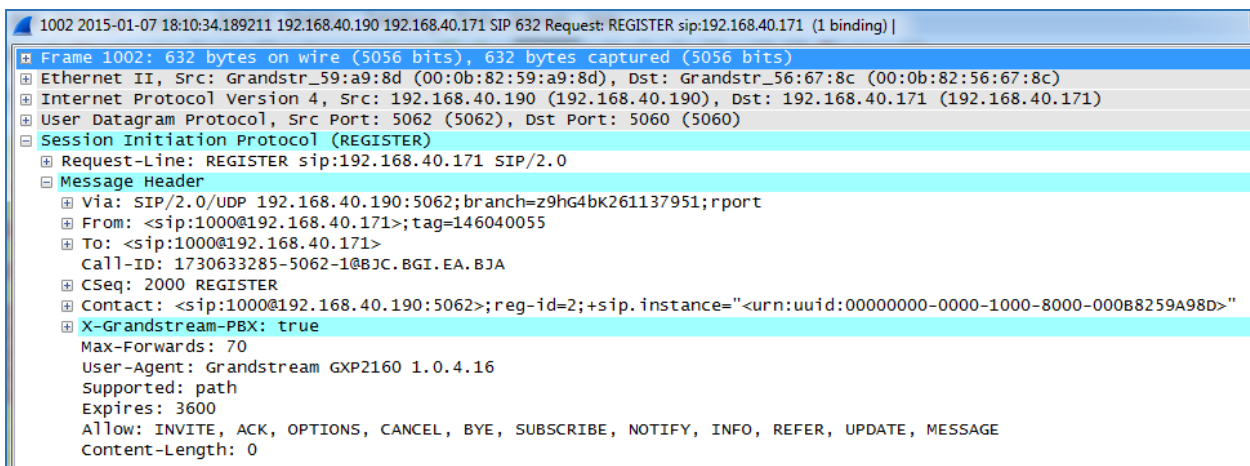 1002 2015-01-07 18:10:34.189211 192.168.40.190 192.168.40.171 SIP 632 Request: REGISTER sip:192.168.40.171 (1 binding) |
Frame 1002: 632 bytes on wire (5056 bits), 632 bytes captured (5056 bits)
Ethernet II, Src: Grandstr_59:a9:8d (00:0b:82:59:a9:8d), Dst: Grandstr_56:67:8c (00:0b:82:56:67:8c)
Internet Protocol Version 4, Src: 192.168.40.190 (192.168.40.190), Dst: 192.168.40.171 (192.168.40.171)
User Datagram Protocol, Src Port: 5062 (5062), Dst Port: 5060 (5060)
Session Initiation Protocol (REGISTER)
Request-Line: REGISTER sip:192.168.40.171 SIP/2.0
Message Header
Via: SIP/2.0/UDP 192.168.40.190:5062;branch=z9hG4bK261137951;rport
From: <sip:1000@192.168.40.171>;tag=146040055
To: <sip:1000@192.168.40.171>
Call-ID: 1730633285-5062-1@BJC.BGI.EA.BJA
CSeq: 2000 REGISTER
Contact: <sip:1000@192.168.40.190:5062>;reg-id=2;+sip.instance="<urn:uuid:00000000-0000-1000-8000-000B8259A98D>"
X-Grandstream-PBX: true
Max-Forwards: 70
User-Agent: Grandstream GXP2160 1.0.4.16
Supported: path
Expires: 3600
Allow: INVITE, ACK, OPTIONS, CANCEL, BYE, SUBSCRIBE, NOTIFY, INFO, REFER, UPDATE, MESSAGE
Content-Length: 0